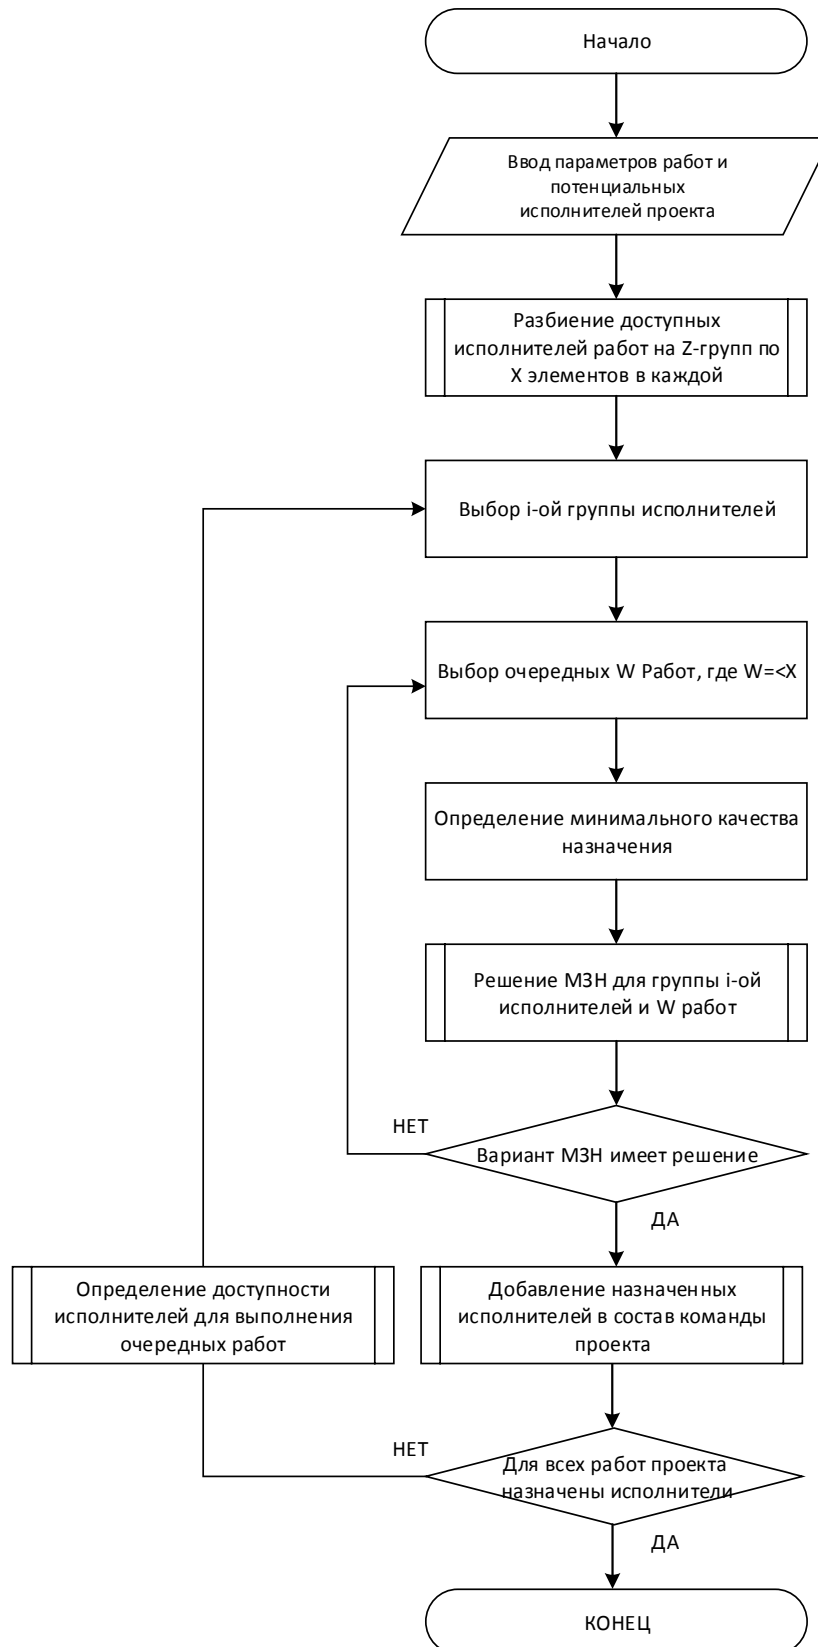 Начало
Ввод параметров работ и
потенциальных
исполнителей проекта
Разбиение доступных
исполнителей работ на Z-групп по
X элементов в каждой
Выбор i-ой группы исполнителей
Выбор очередных W Работ, где W=<X
Определение минимального качества
назначения
Решение МЗН для группы i-ой
исполнителей и W работ
НЕТ
Вариант МЗН имеет решение
ДА
Определение доступности
исполнителей для выполнения
очередных работ
Добавление назначенных
исполнителей в состав команды
проекта
НЕТ
Для всех работ проекта
назначены исполнители
ДА
КОНЕЦ